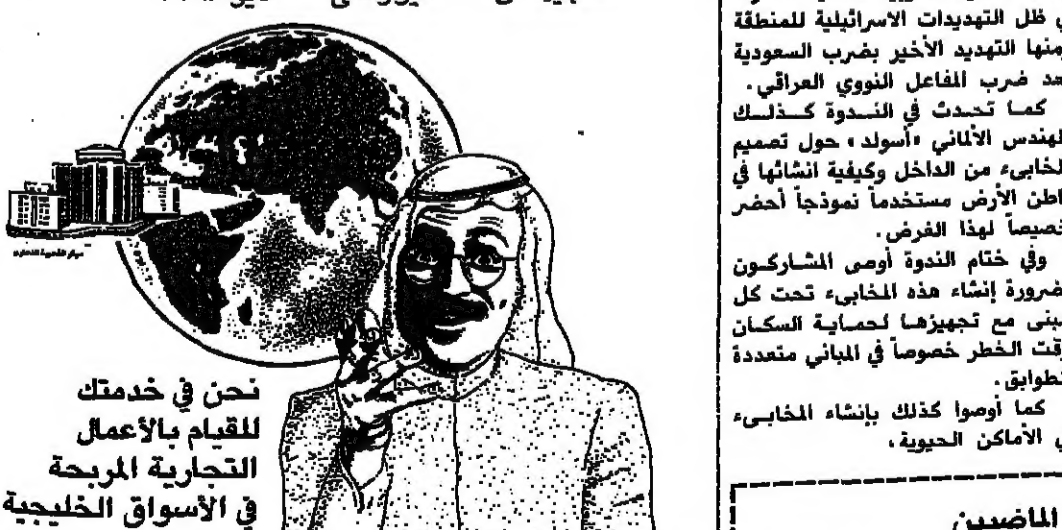 ظل التهديدات الاسرائيلية للمنطقة
منها التهديد الأخير بضرب السعودية
ضرب المفاعل النووي العراقي.
كما تحدث في الندوة كذلك
المهندس الألماني «أسولد» حول تصميم
المخابىء من الداخل وكيفية انشائها في
باطن الأرض مستخدماً نموذجاً أحضر
خصيصاً لهذا الغرض.
وفي ختام الندوة أوصى المشاركون
بضرورة إنشاء هذه المخابىء تحت كل
مبنى مع تجهيزها لحماية السكان
وقت الخطر خصوصاً في المباني متعددة
الطوابق.
كما أوصوا كذلك بإنشاء المخابىء
في الأماكن الحيوية.
الماضيين
نحن في خدمتك
للقيام بالأعمال
التجارية المربحة
في الأسواق الخليجية